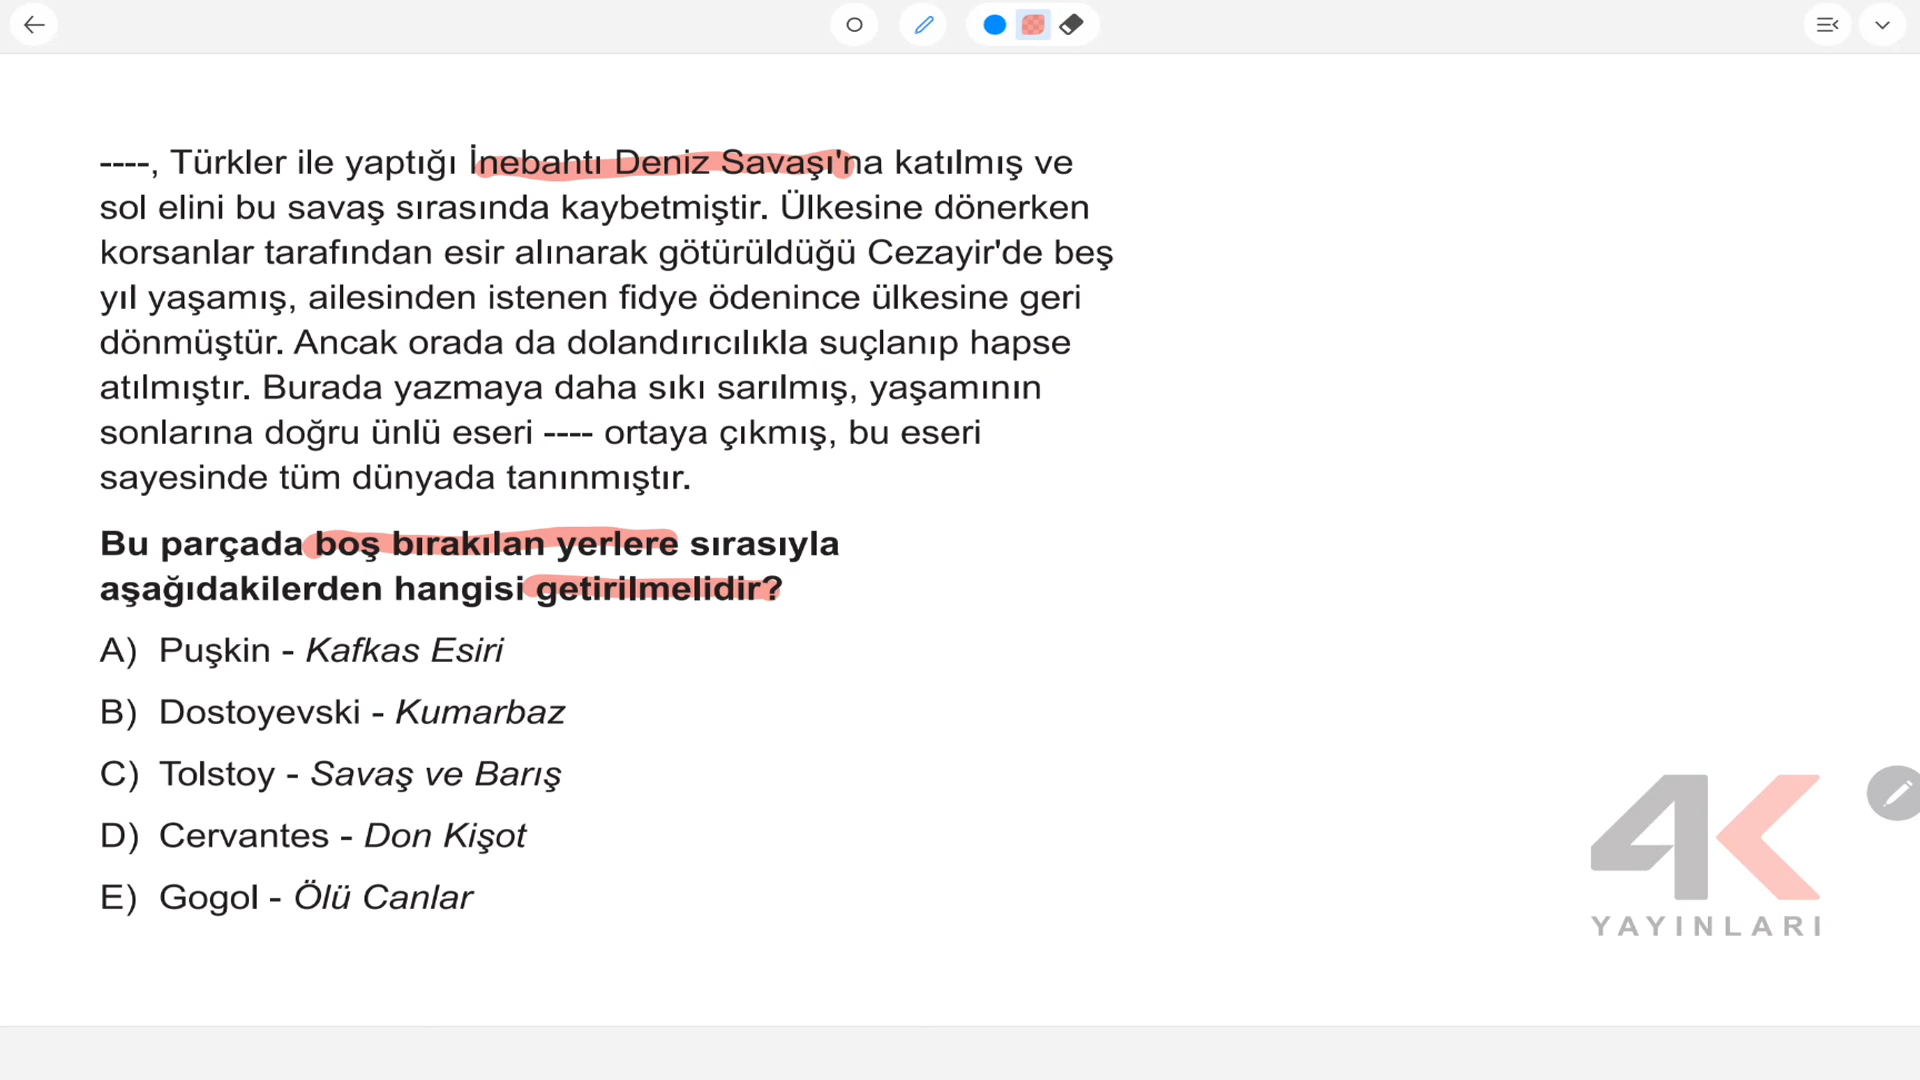 ----, Türkler ile yaptığı İnebahtı Deniz Savaşı'na katılmış ve
sol elini bu savaş sırasında kaybetmiştir. Ülkesine dönerken
korsanlar tarafından esir alınarak götürüldüğü Cezayir'de beş
yıl yaşamış, ailesinden istenen fidye ödenince ülkesine geri
dönmüştür. Ancak orada da dolandırıcılıkla suçlanıp hapse
atılmıştır. Burada yazmaya daha sıkı sarılmış, yaşamının
sonlarına doğru ünlü eseri ---- ortaya çıkmış, bu eseri
sayesinde tüm dünyada tanınmıştır.
Bu parçada boş bırakılan yerlere sırasıyla
aşağıdakilerden hangisi getirilmelidir?
A) Puşkin - Kafkas Esiri
B) Dostoyevski - Kumarbaz
C) Tolstoy - Savaş ve Barış
D) Cervantes - Don Kişot
E) Gogol - Ölü Canlar
4K
YAYINLARI